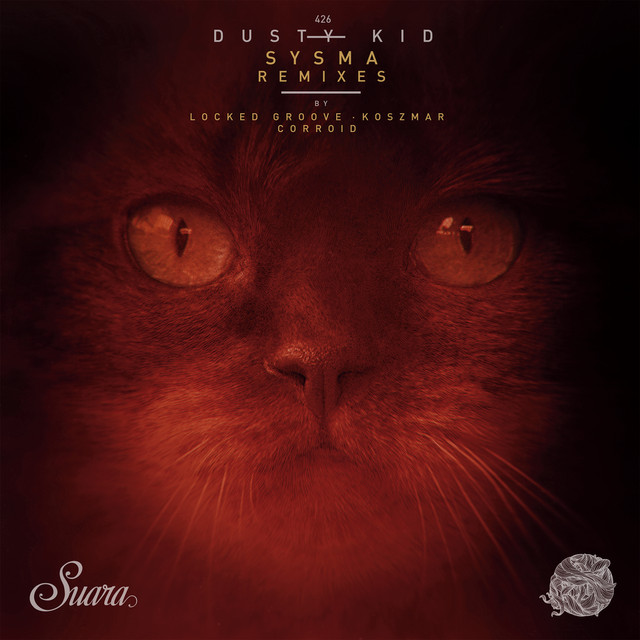 426
DUSTY KID
SYSMA
REMIXES
BY
LOCKED GROOVE · KOSZMAR
CORROID
Suara